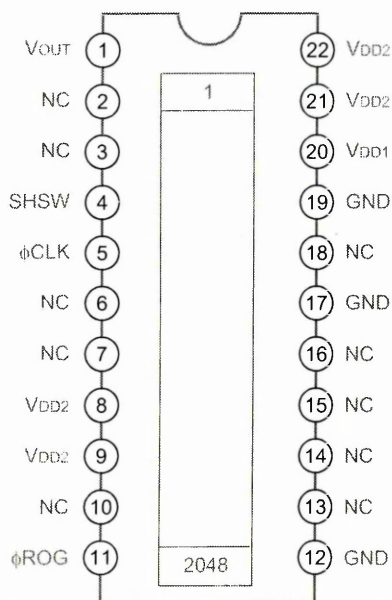 VOUT 1 22 VDD2
NC 2 1 21 VDD2
NC 3 20 VDD1
SHSW 4 19 GND
ϕCLK 5 18 NC
NC 6 17 GND
NC 7 16 NC
VDD2 8 15 NC
VDD2 9 14 NC
NC 10 13 NC
ϕROG 11 2048 12 GND